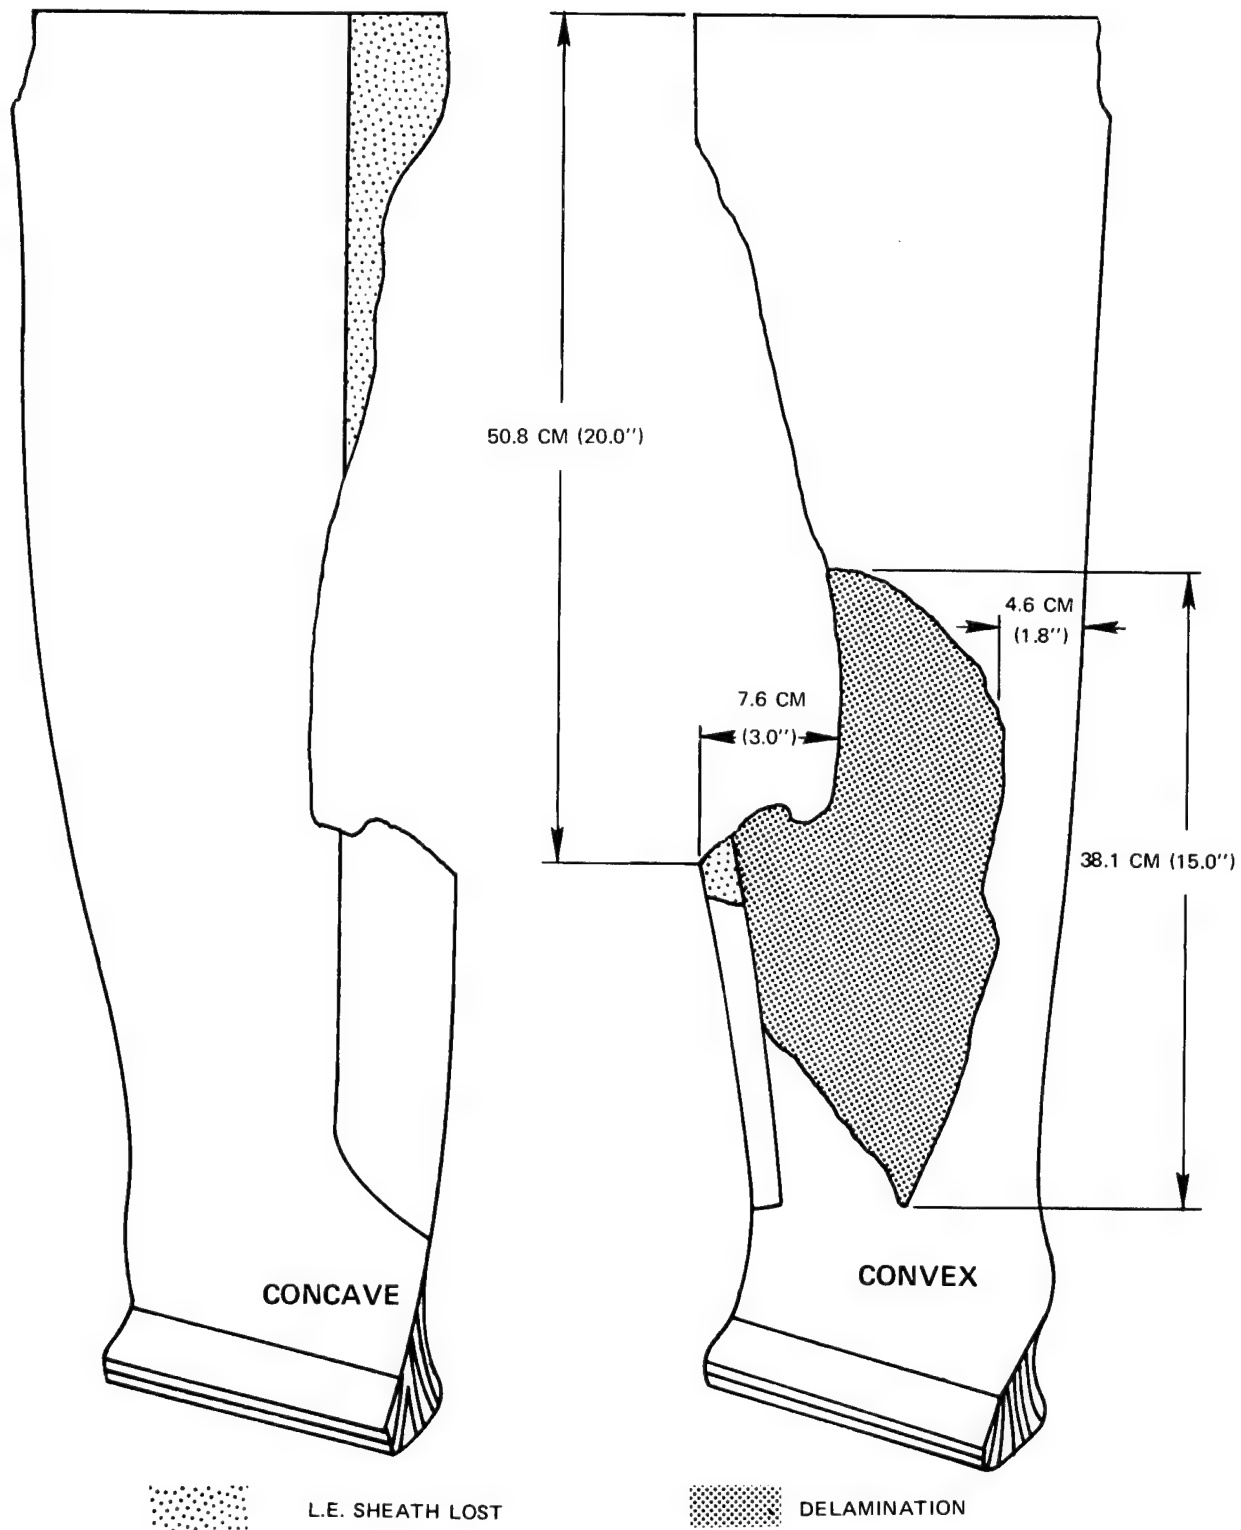 50.8 CM (20.0'')
4.6 CM
(1.8'')
7.6 CM
(3.0'')
38.1 CM (15.0'')
CONCAVE
CONVEX
L.E. SHEATH LOST
DELAMINATION